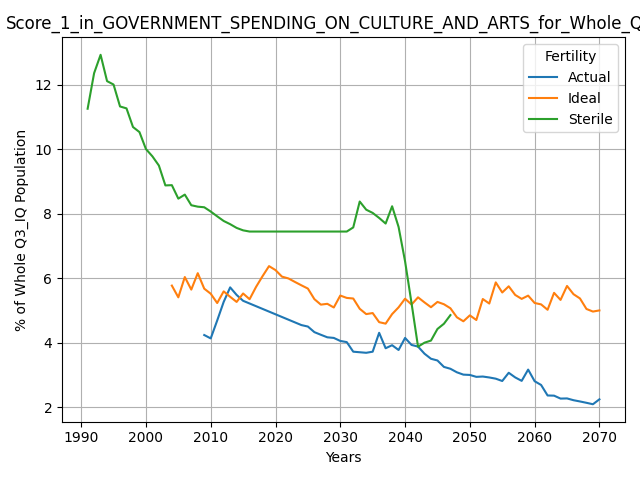 Score_1_in_GOVERNMENT_SPENDING_ON_CULTURE_AND_ARTS_for_Whole_Q
Fertility
Actual
Ideal
Sterile
% of Whole Q3_IQ Population
12
10
8
6
4
2
1990 2000 2010 2020 2030 2040 2050 2060 2070
Years